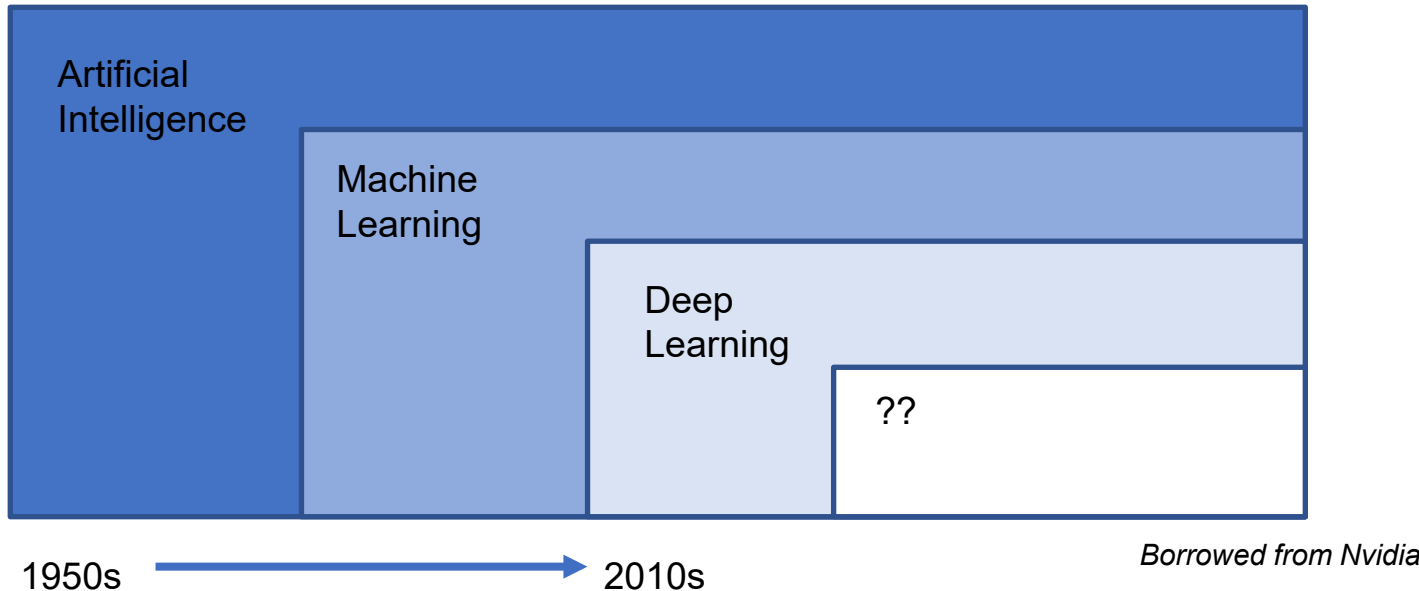 Artificial
Intelligence
Machine
Learning
Deep
Learning
??
1950s
2010s
Borrowed from Nvidia